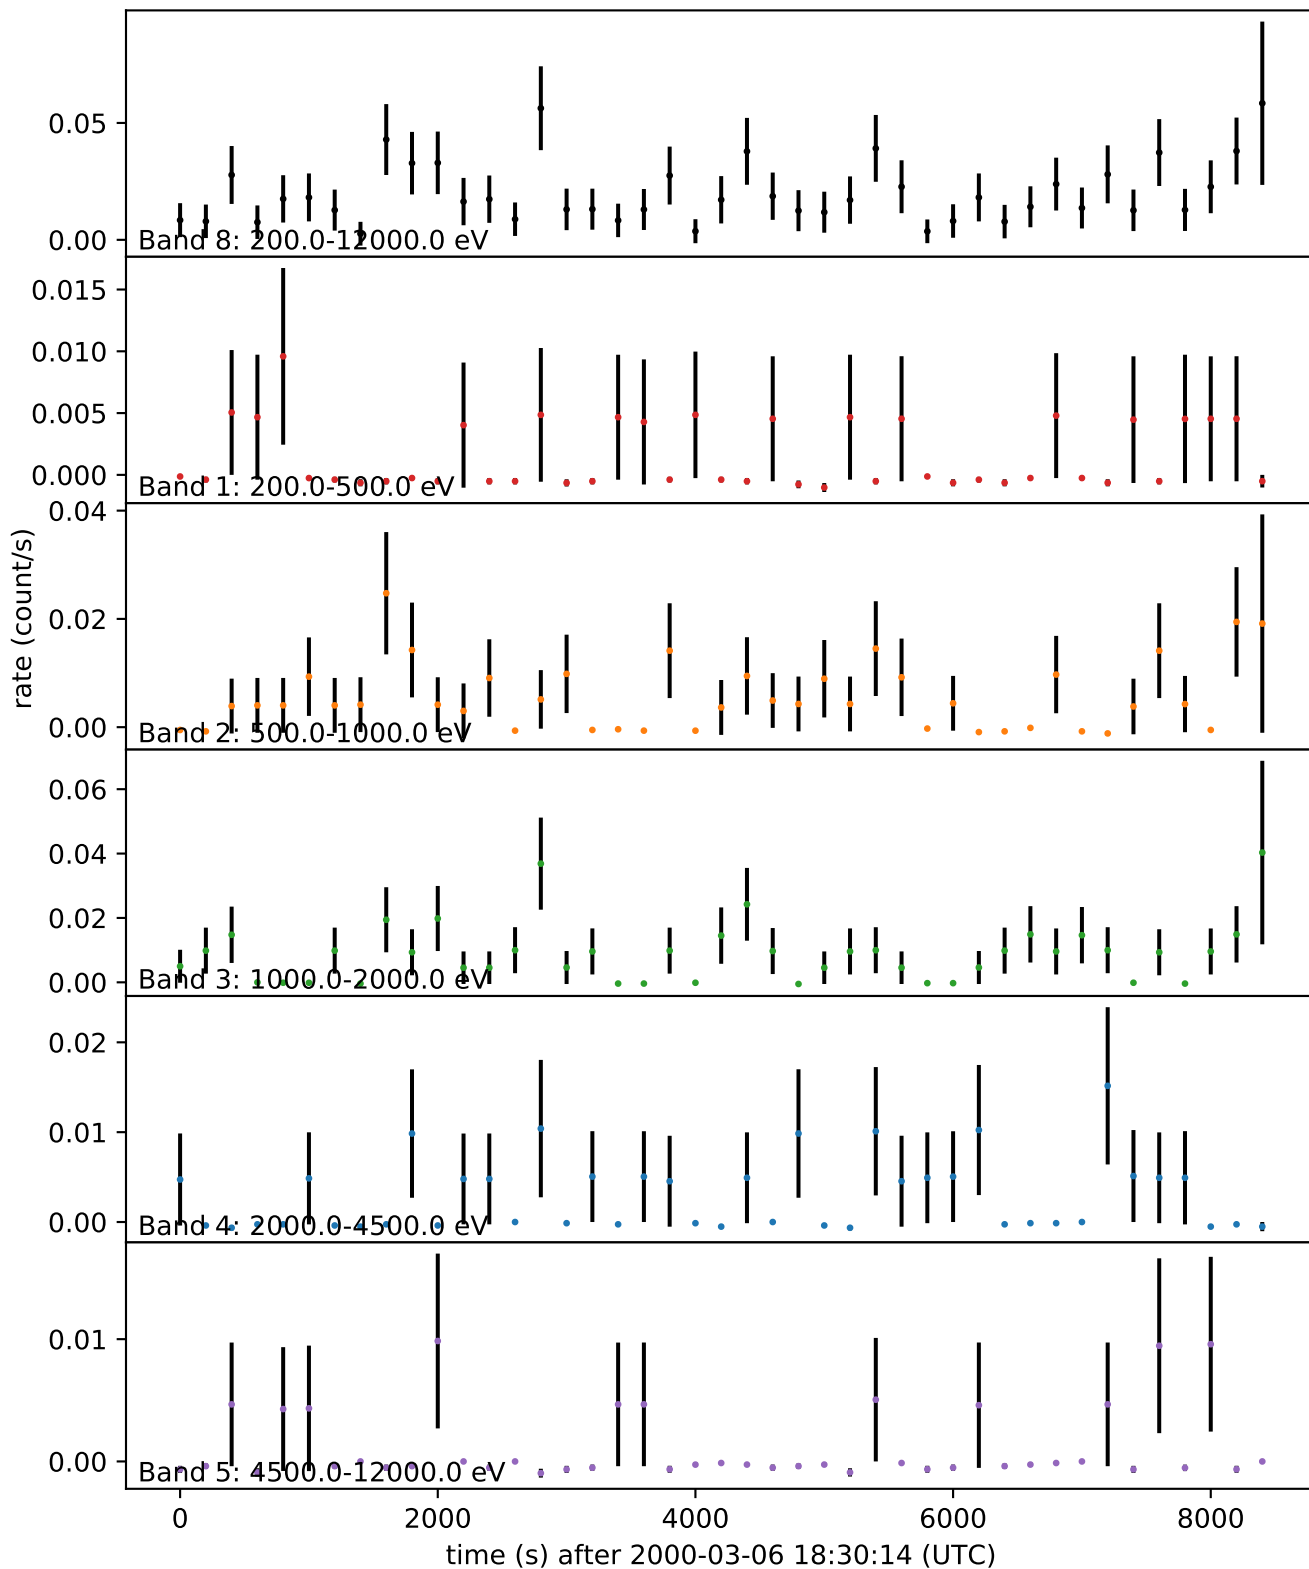 0.05
0.00
Band 8: 200.0-12000.0 eV
0.015
0.010
0.005
0.000
Band 1: 200.0-500.0 eV
0.04
0.02
0.00
Band 2: 500.0-1000.0 eV
rate (count/s)
0.06
0.04
0.02
0.00
Band 3: 1000.0-2000.0 eV
0.02
0.01
0.00
Band 4: 2000.0-4500.0 eV
0.01
0.00
Band 5: 4500.0-12000.0 eV
0 2000 4000 6000 8000
time (s) after 2000-03-06 18:30:14 (UTC)